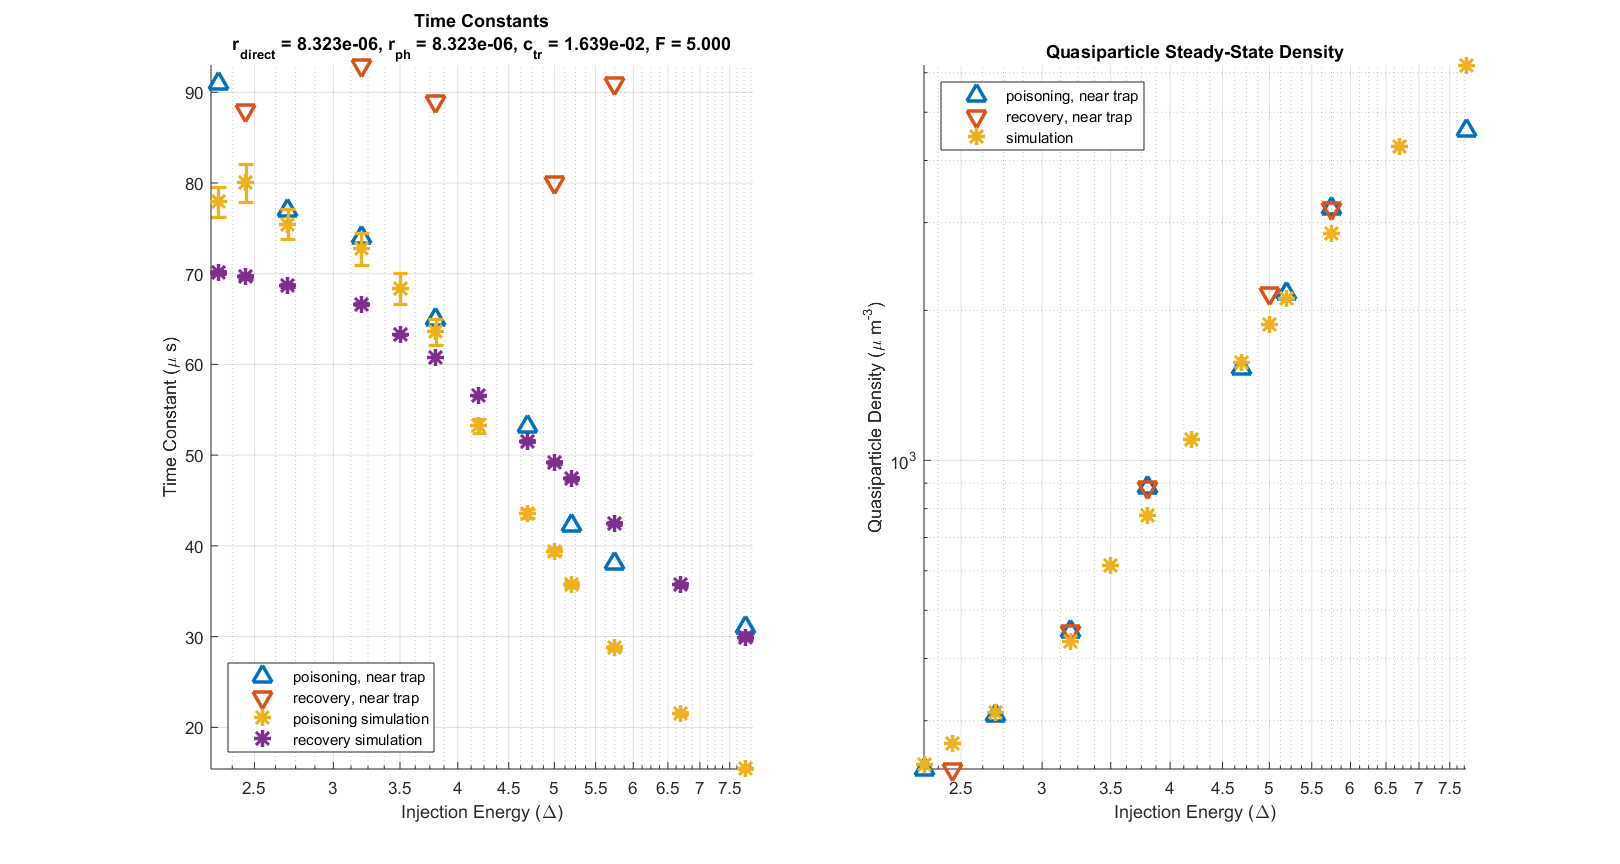 Time Constants
r_direct = 8.323e-06, r_ph = 8.323e-06, c_tr = 1.639e-02, F = 5.000
90
80
70
60
50
40
30
20
Time Constant (μ s)
poisoning, near trap
recovery, near trap
poisoning simulation
recovery simulation
2.5 3 3.5 4 4.5 5 5.5 6 6.5 7 7.5
Injection Energy (Δ)
Quasiparticle Steady-State Density
poisoning, near trap
recovery, near trap
simulation
10^3
Quasiparticle Density (μ m^-3)
2.5 3 3.5 4 4.5 5 5.5 6 6.5 7 7.5
Injection Energy (Δ)